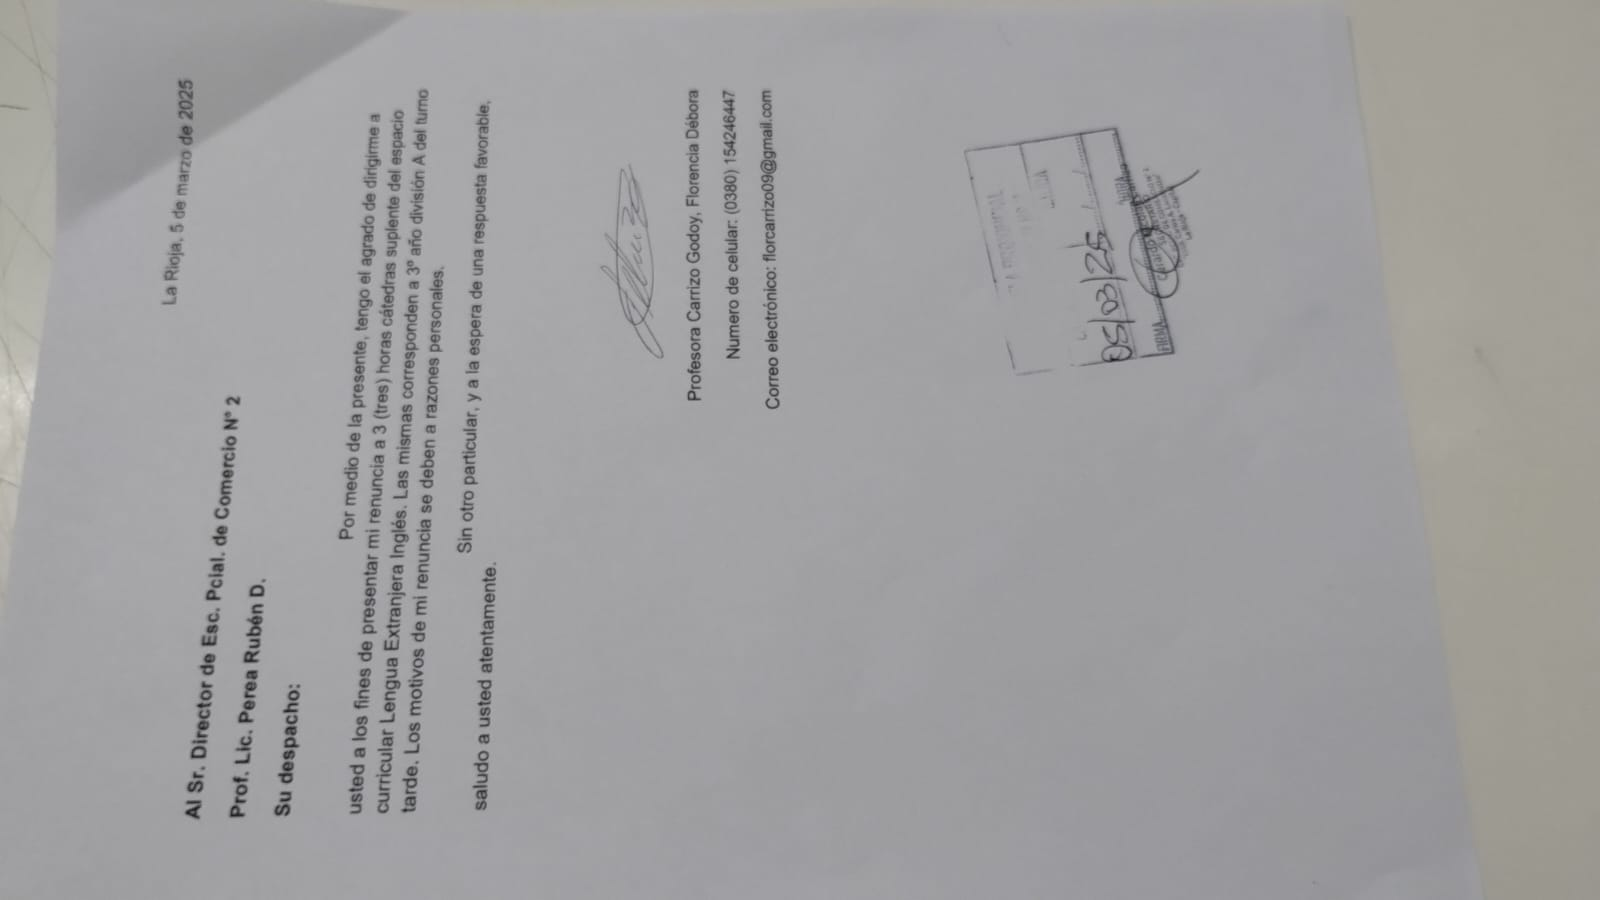 La Rioja, 5 de marzo de 2025
Al Sr. Director de Esc. Pcial. de Comercio N° 2
Prof. Lic. Perea Rubén D.
Su despacho:
Por medio de la presente, tengo el agrado de dirigirme a
usted a los fines de presentar mi renuncia a 3 (tres) horas cátedras suplente del espacio
curricular Lengua Extranjera Inglés. Las mismas corresponden a 3º año división A del turno
tarde. Los motivos de mi renuncia se deben a razones personales.
Sin otro particular, y a la espera de una respuesta favorable,
saludo a usted atentamente.
Profesora Carrizo Godoy, Florencia Débora
Numero de celular: (0380) 154246447
Correo electrónico: florcarrizo09@gmail.com
05/03/25
FIRMA